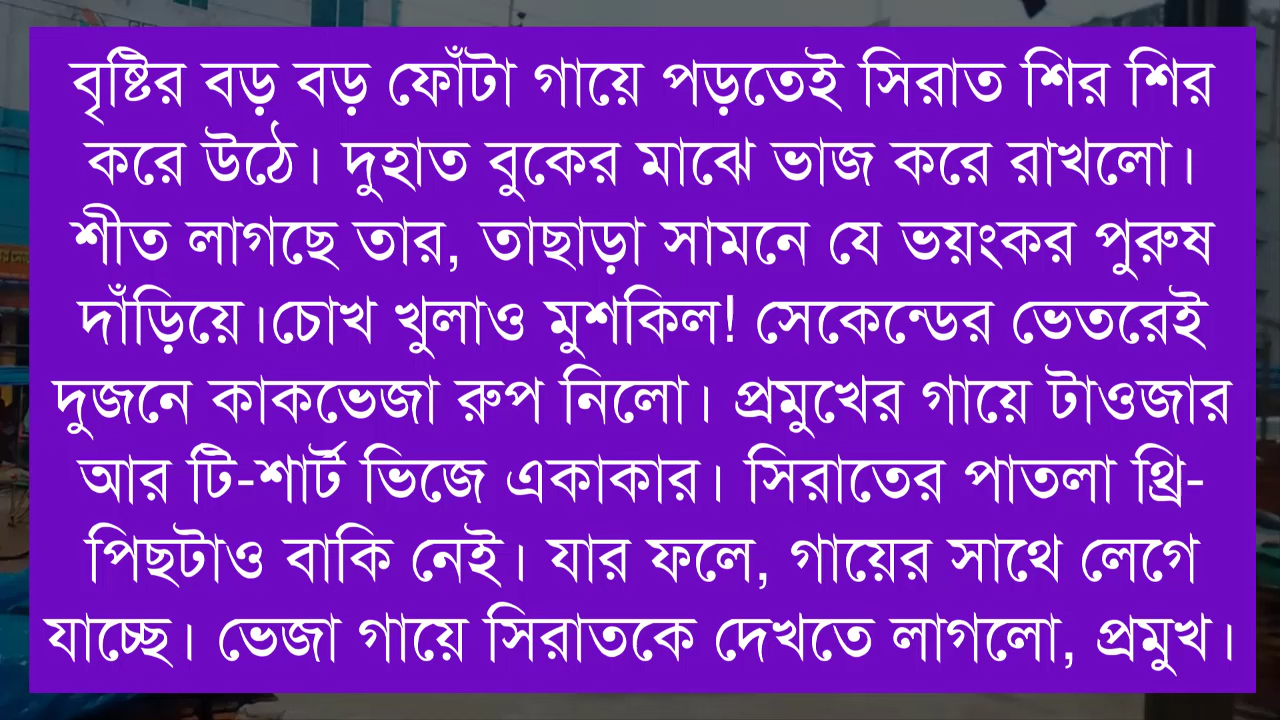 বৃষ্টির বড় বড় ফোঁটা গায়ে পড়তেই সিরাত শির শির
করে উঠে। দুহাত বুকের মাঝে ভাজ করে রাখলো।
শীত লাগছে তার, তাছাড়া সামনে যে ভয়ংকর পুরুষ
দাঁড়িয়ে।চোখ খুলাও মুশকিল! সেকেন্ডের ভেতরেই
দুজনে কাকভেজা রুপ নিলো। প্রমুখের গায়ে টাওজার
আর টি-শার্ট ভিজে একাকার। সিরাতের পাতলা থ্রি-
পিছটাও বাকি নেই। যার ফলে, গায়ের সাথে লেগে
যাচ্ছে। ভেজা গায়ে সিরাতকে দেখতে লাগলো, প্রমুখ।